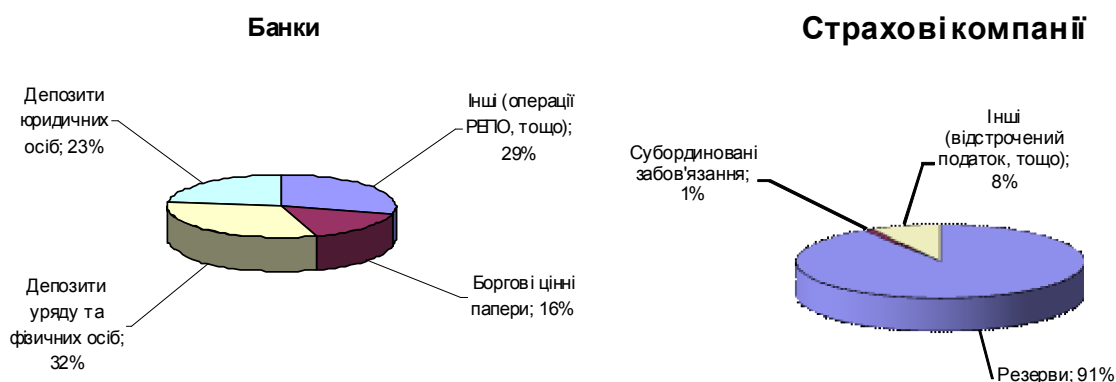 Банки
Депозити
юридичних
осіб; 23%
Інші (операції
РЕПО, тощо);
29%
Депозити
уряду та
фізичних осіб;
32%
Боргові цінні
папери; 16%
Страхові компанії
Субординовані
забов'язання;
1%
Інші
(відстрочений
податок, тощо);
8%
Резерви; 91%